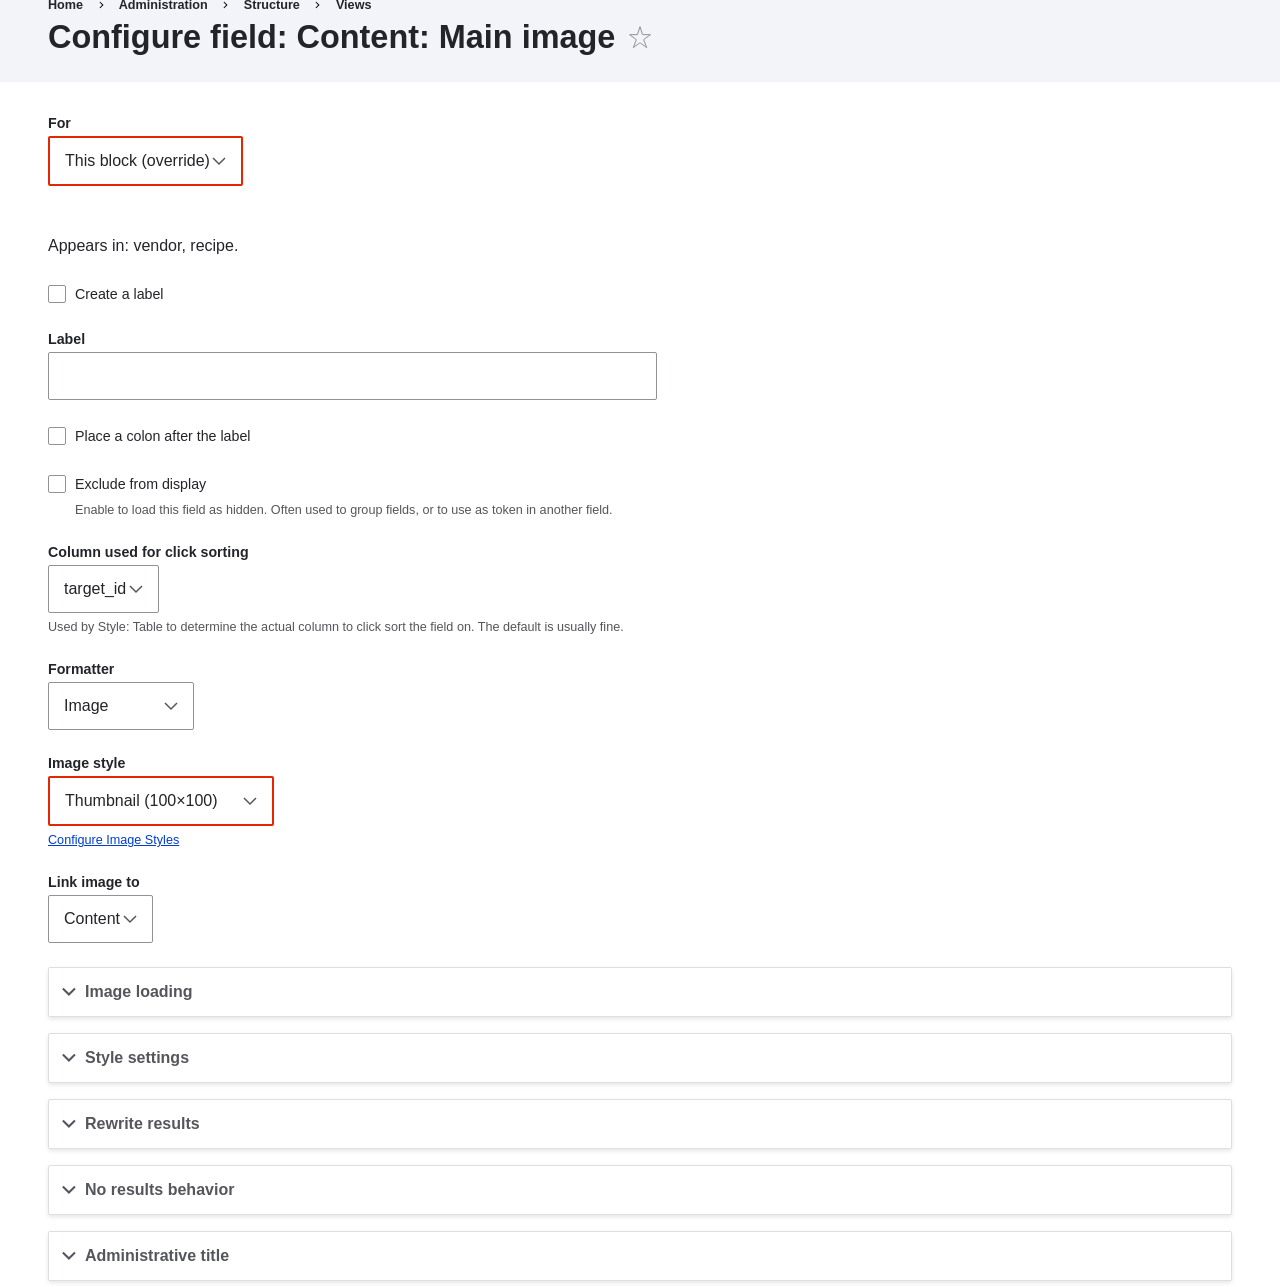 Home > Administration > Structure > Views
Configure field: Content: Main image
For
This block (override)
Appears in: vendor, recipe.
Create a label
Label
Place a colon after the label
Exclude from display
Enable to load this field as hidden. Often used to group fields, or to use as token in another field.
Column used for click sorting
target_id
Used by Style: Table to determine the actual column to click sort the field on. The default is usually fine.
Formatter
Image
Image style
Thumbnail (100×100)
Configure Image Styles
Link image to
Content
Image loading
Style settings
Rewrite results
No results behavior
Administrative title